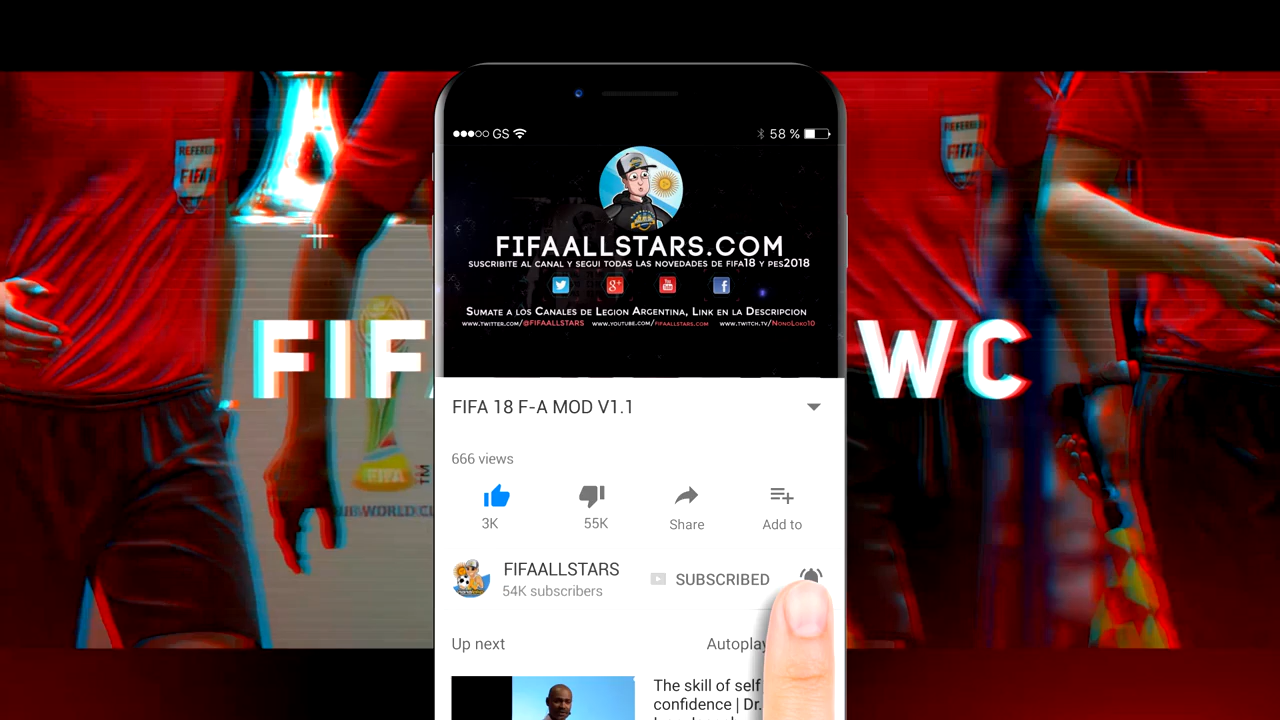 GS
58 %
REFEREE
FIFA
FIFAALLSTARS.COM
SUSCRIBITE AL CANAL Y SEGUI TODAS LAS NOVEDADES DE FIFA18 Y PES2018
You
Tube
SUMATE A LOS CANALES DE LEGION ARGENTINA, LINK EN LA DESCRIPCION
WWW.TWITTER.COM/@FIFAALLSTARS WWW.YOUTUBE.COM/FIFAALLSTARS.COM WWW.TWITCH.TV/NONOLOKO10
WC
FIFA 18 F-A MOD V1.1
666 views
FIFA
TM
3K
55K
Share
Add to
FIFAALLSTARS
SUBSCRIBED
54K subscribers
Up next
Autoplay
The skill of self
confidence | Dr.